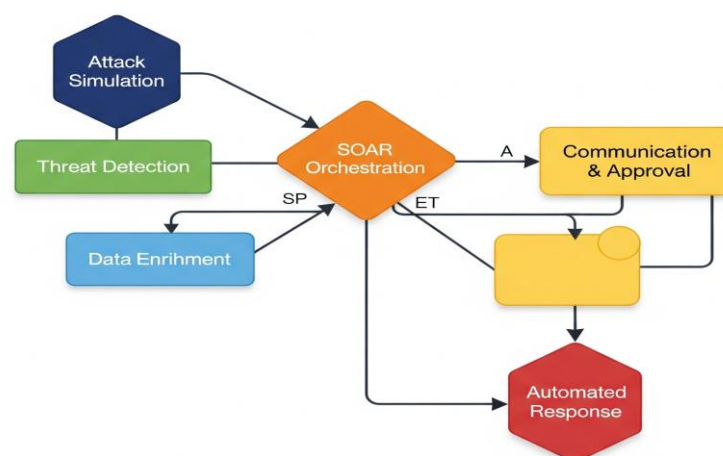 Attack
Simulation
Threat Detection
SOAR
Orchestration
A
Communication
& Approval
SP
ET
Data Enrihment
Automated
Response